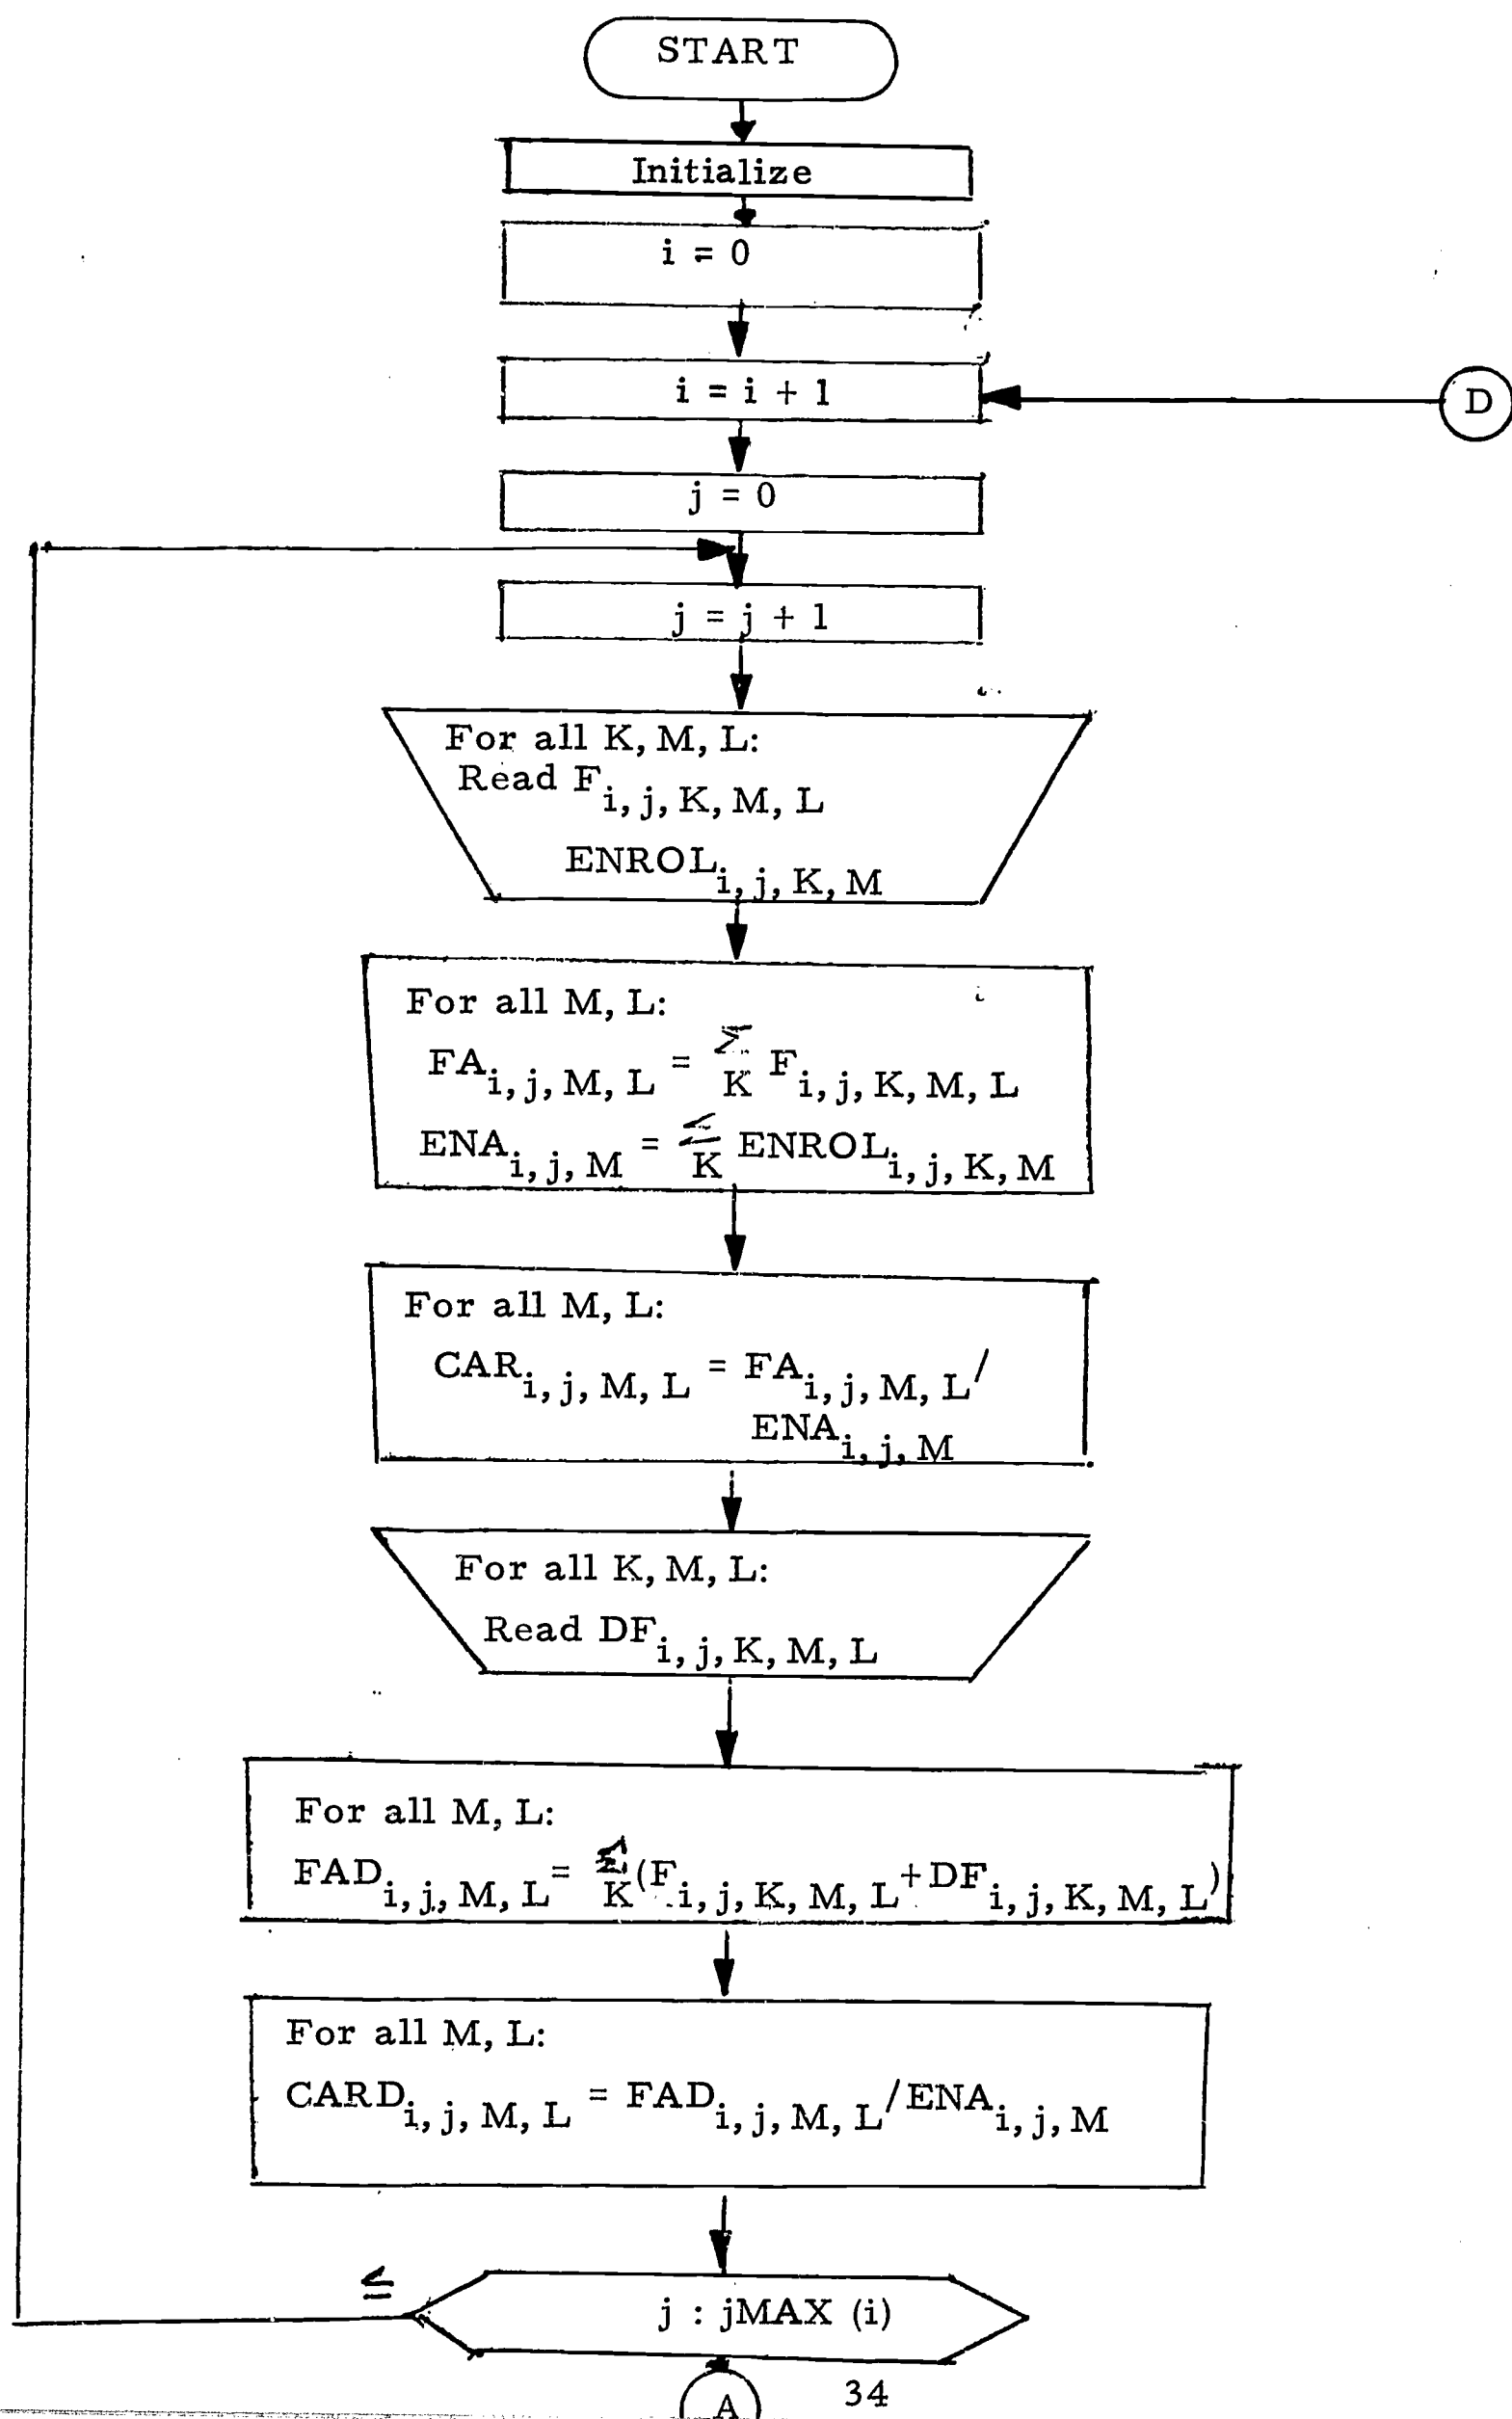 START
Initialize
i = 0
i = i + 1
D
j = 0
j = j + 1
For all K, M, L:
Read F i, j, K, M, L
ENROL i, j, K, M
For all M, L:
FA i, j, M, L = Σ K F i, j, K, M, L
ENA i, j, M = Σ K ENROL i, j, K, M
For all M, L:
CAR i, j, M, L = FA i, j, M, L /
ENA i, j, M
For all K, M, L:
Read DF i, j, K, M, L
For all M, L:
FAD i, j, M, L = Σ K (F i, j, K, M, L + DF i, j, K, M, L)
For all M, L:
CARD i, j, M, L = FAD i, j, M, L / ENA i, j, M
≤
j : jMAX (i)
A
34